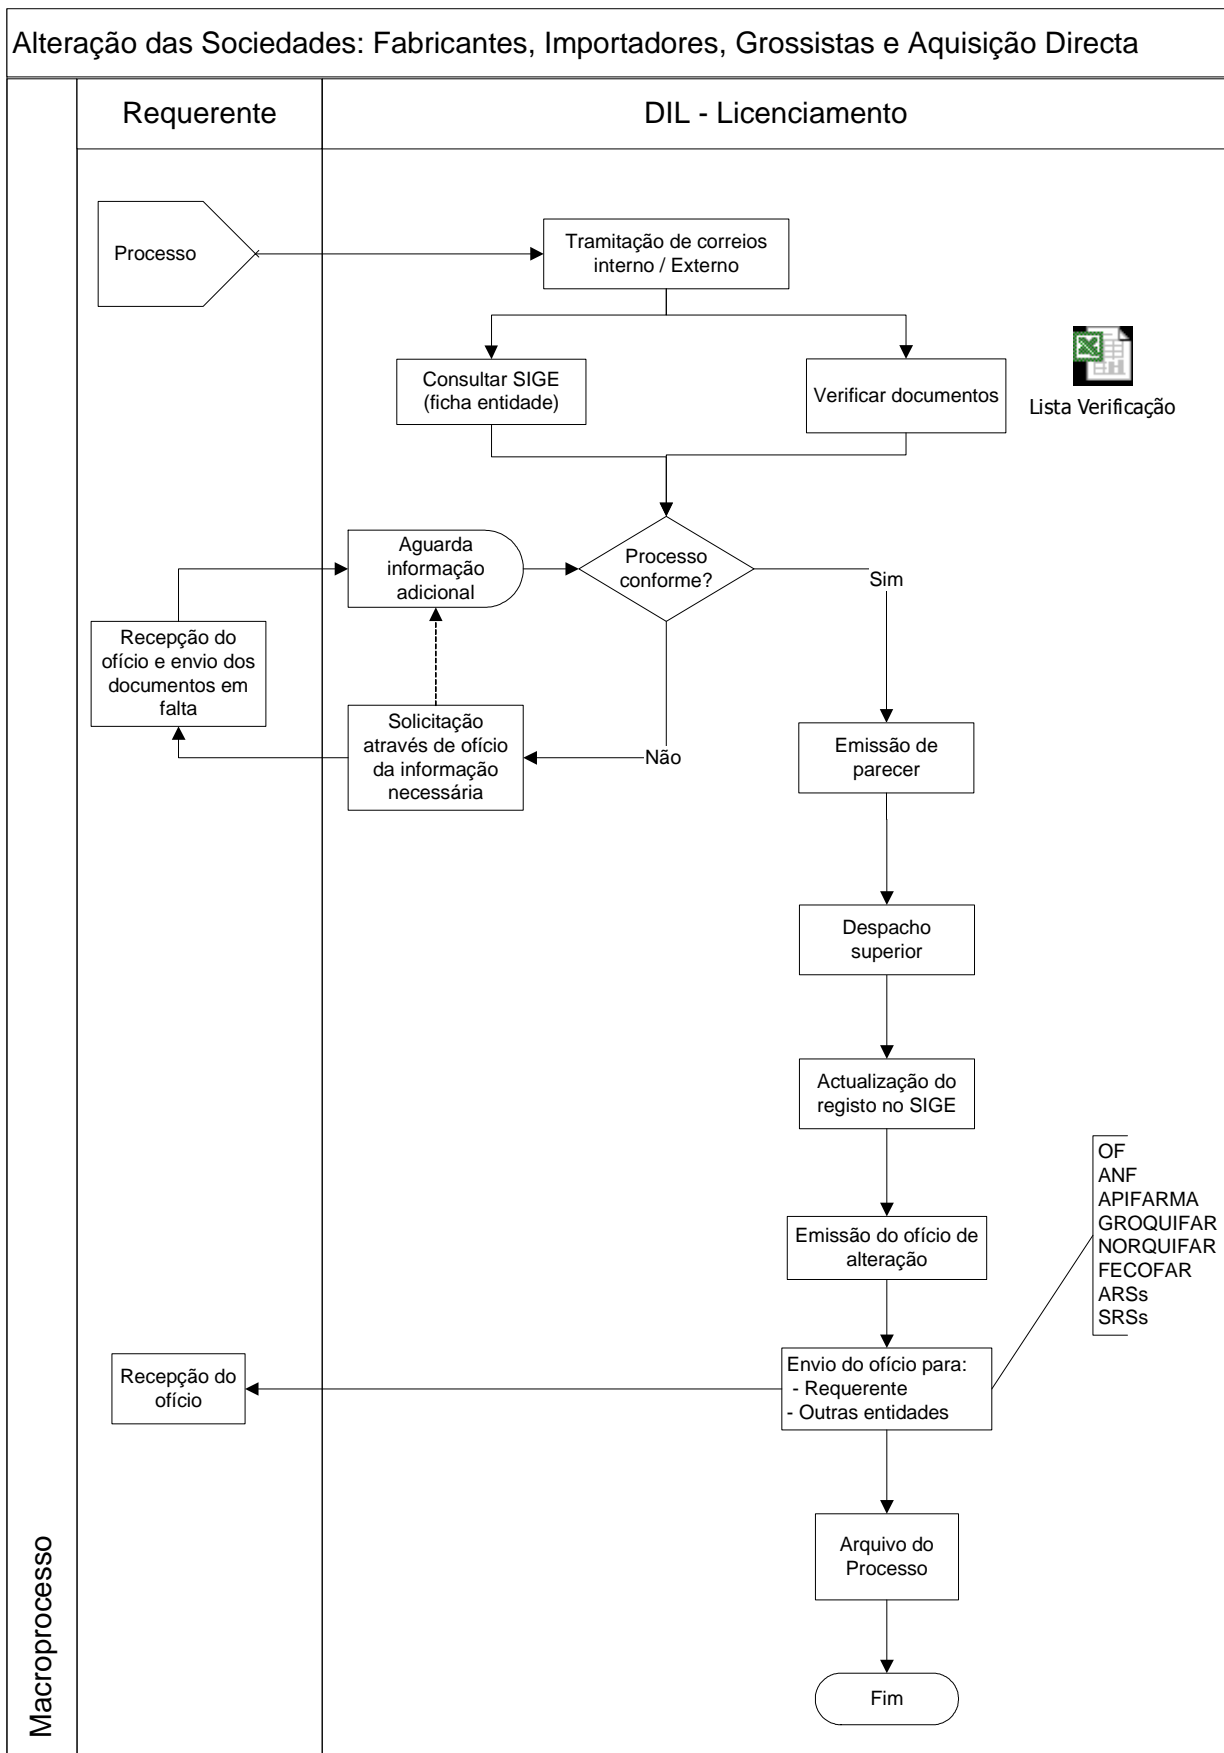 Alteração das Sociedades: Fabricantes, Importadores, Grossistas e Aquisição Directa
Requerente
DIL - Licenciamento
Processo
Tramitação de correios
interno / Externo
Consultar SIGE
(ficha entidade)
Verificar documentos
Lista Verificação
Aguarda
informação
adicional
Processo
conforme?
Sim
Recepção do
ofício e envio dos
documentos em
falta
Solicitação
através de ofício
da informação
necessária
Não
Emissão de
parecer
Despacho
superior
Actualização do
registo no SIGE
OF
ANF
APIFARMA
GROQUIFAR
NORQUIFAR
FECOFAR
ARSs
SRSs
Emissão do ofício de
alteração
Recepção do
ofício
Envio do ofício para:
- Requerente
- Outras entidades
Arquivo do
Processo
Fim
Macroprocesso